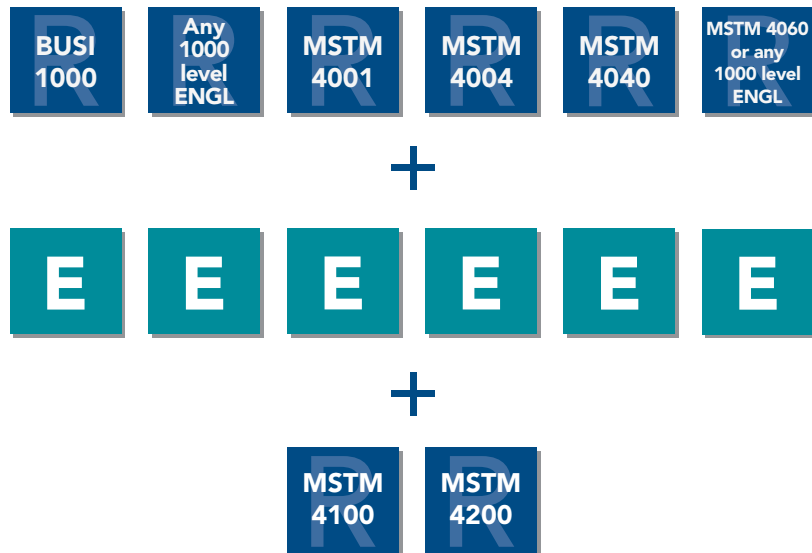 BUSI
1000
Any
1000
level
ENGL
MSTM
4001
MSTM
4004
MSTM
4040
MSTM 4060
or any
1000 level
ENGL
R
R
R
R
R
R
+
E
E
E
E
E
E
+
MSTM
4100
MSTM
4200
R
R